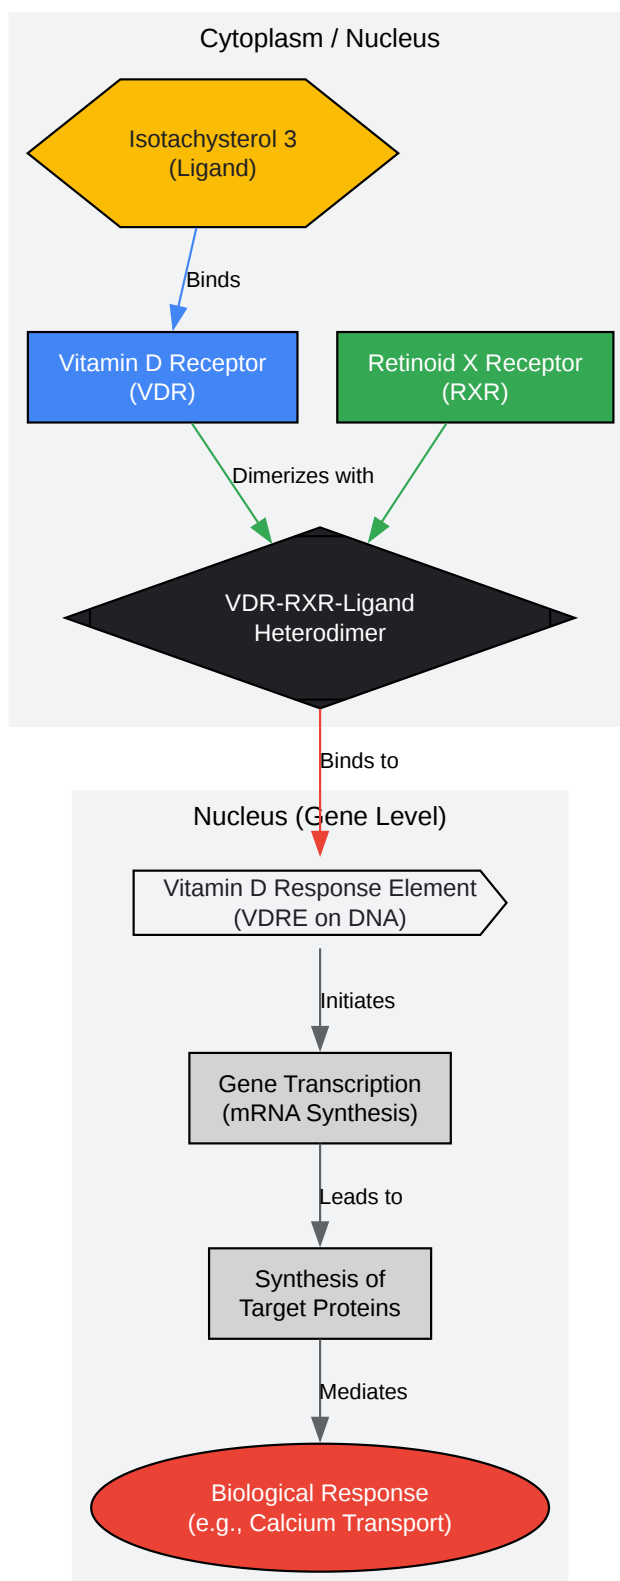 Cytoplasm / Nucleus
Isotachysterol 3
(Ligand)
Binds
Vitamin D Receptor
(VDR)
Retinoid X Receptor
(RXR)
Dimerizes with
VDR-RXR-Ligand
Heterodimer
Binds to
Nucleus (Gene Level)
Vitamin D Response Element
(VDRE on DNA)
Initiates
Gene Transcription
(mRNA Synthesis)
Leads to
Synthesis of
Target Proteins
Mediates
Biological Response
(e.g., Calcium Transport)